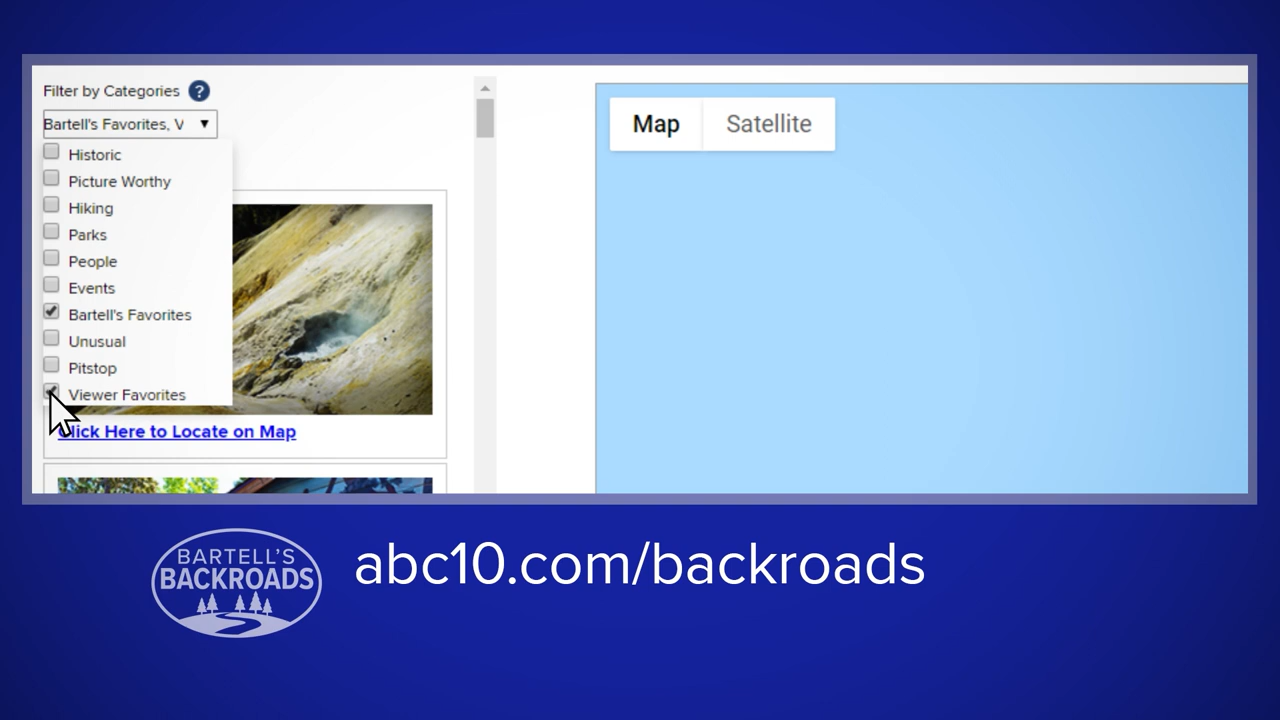 Filter by Categories ?
Bartell's Favorites, V ▼
Historic
Picture Worthy
Hiking
Parks
People
Events
Bartell's Favorites
Unusual
Pitstop
Viewer Favorites
Click Here to Locate on Map
Map
Satellite
BARTELL'S
BACKROADS
abc10.com/backroads